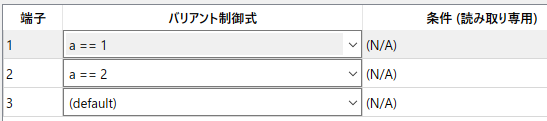 端子 バリアント制御式 条件 (読み取り専用)
1 a == 1 (N/A)
2 a == 2 (N/A)
3 (default) (N/A)